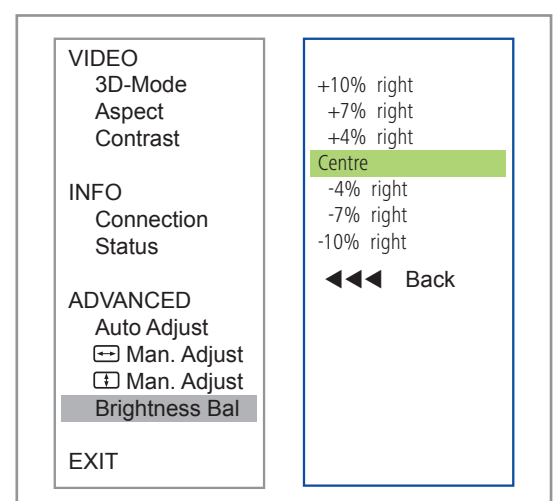 VIDEO
3D-Mode
Aspect
Contrast
INFO
Connection
Status
ADVANCED
Auto Adjust
Man. Adjust
Man. Adjust
Brightness Bal
EXIT
+10% right
+7% right
+4% right
Centre
-4% right
-7% right
-10% right
Back